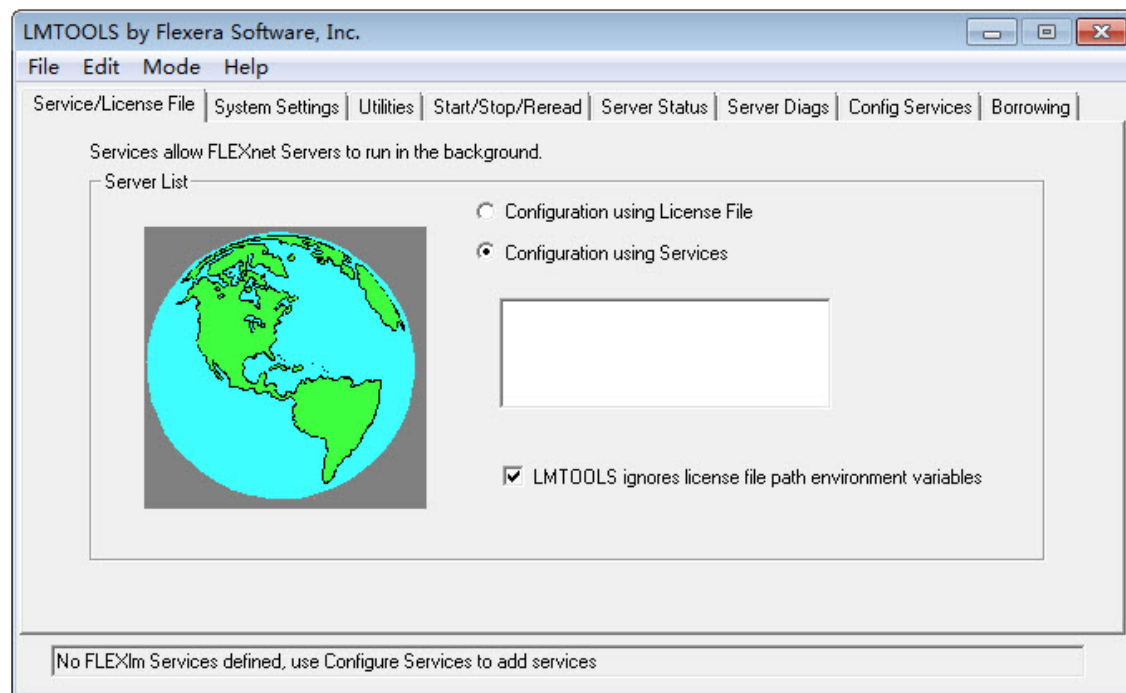 LMTOOLS by Flexera Software, Inc.
File Edit Mode Help
Service/License File System Settings Utilities Start/Stop/Reread Server Status Server Diags Config Services Borrowing
Services allow FLEXnet Servers to run in the background.
Server List
Configuration using License File
Configuration using Services
LMTOOLS ignores license file path environment variables
No FLEXlm Services defined, use Configure Services to add services